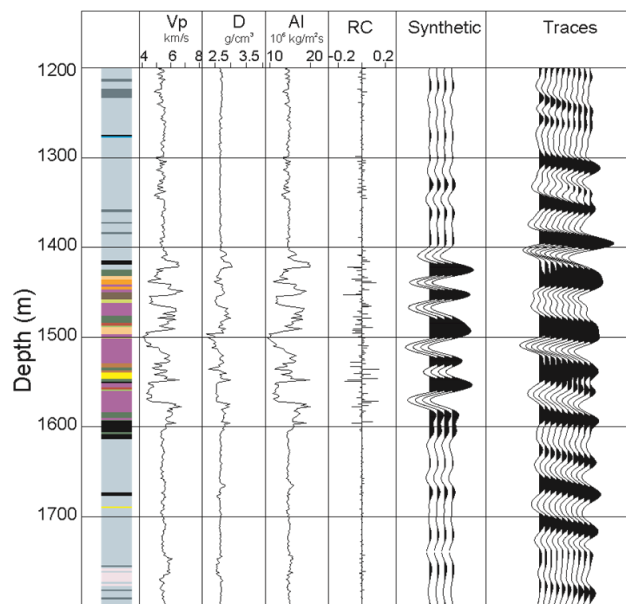 Vp D AI RC Synthetic Traces
km/s g/cm³ 10⁶ kg/m²s
4 6 8 2.5 3.5 10 20 -0.2 0.2
1200
1300
1400
1500
1600
1700
Depth (m)